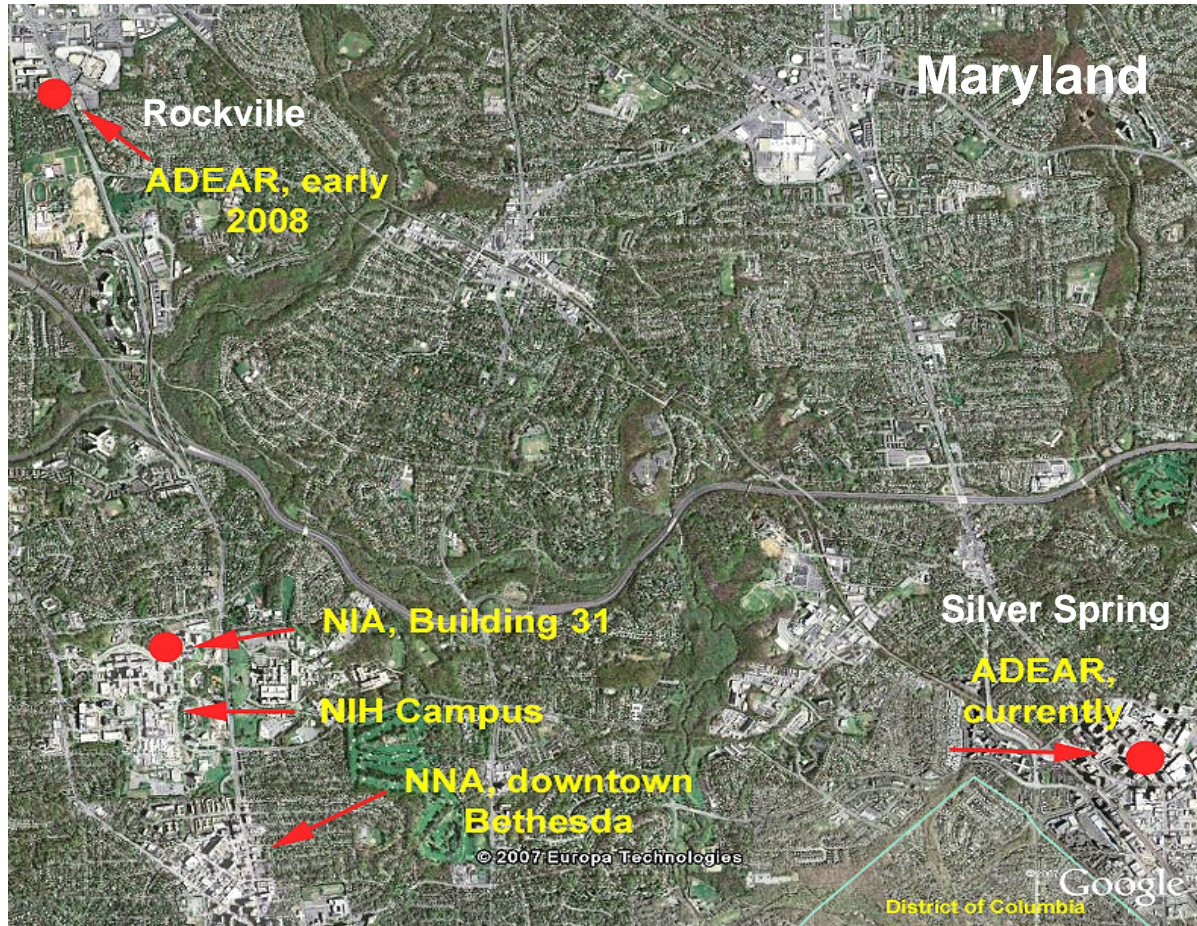 Maryland
Rockville
ADEAR, early
2008
NIA, Building 31
Silver Spring
ADEAR,
currently
NIH Campus
NNA, downtown
Bethesda
© 2007 Europa Technologies
Google
District of Columbia